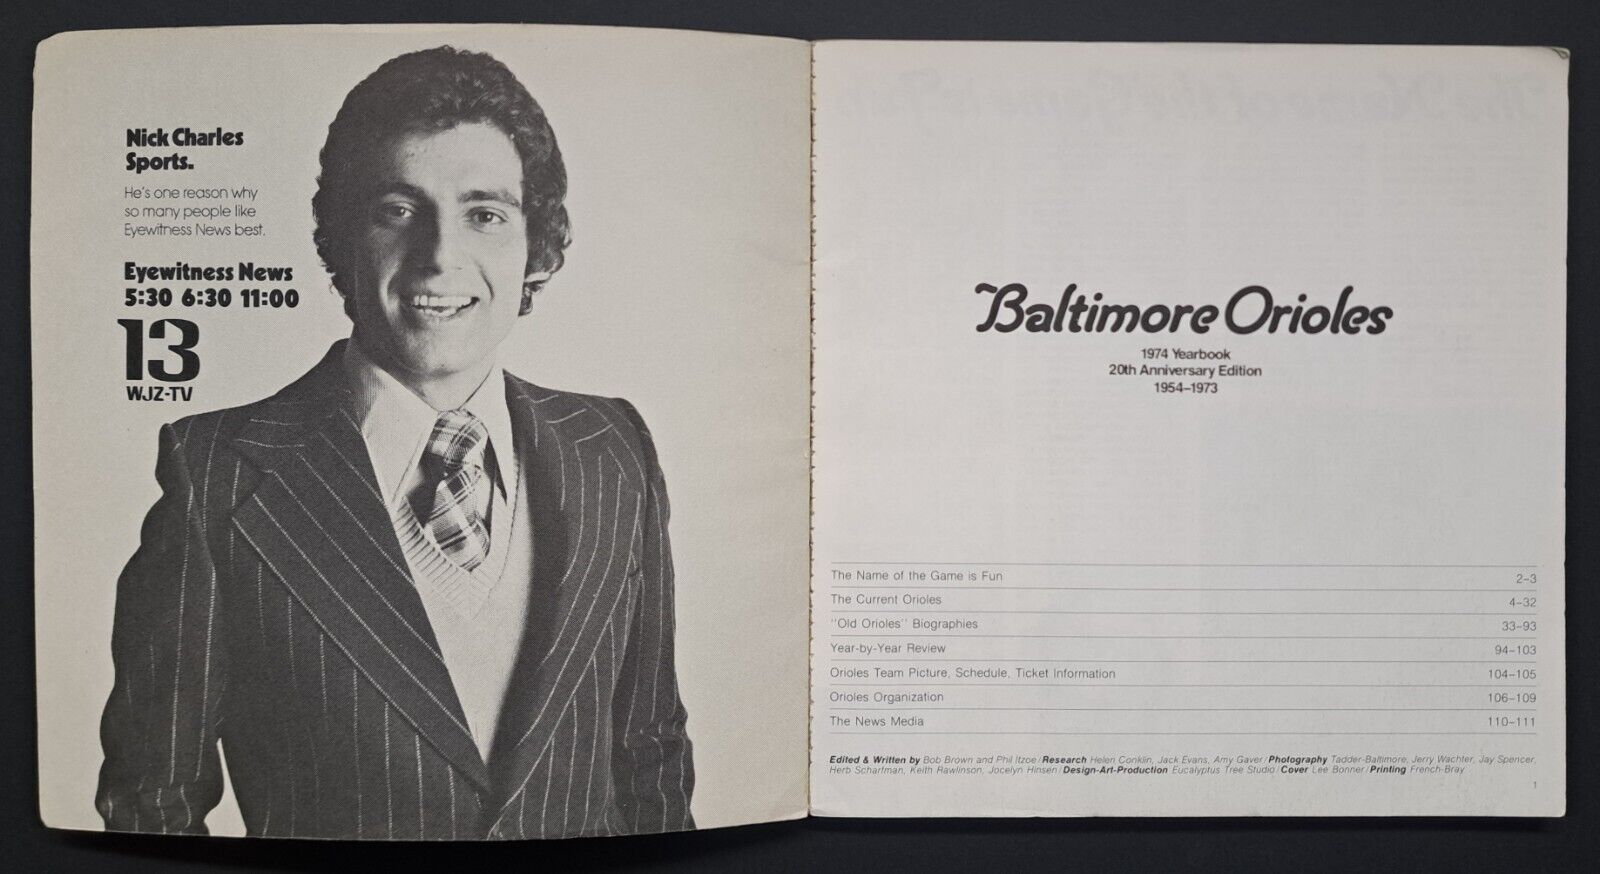 Nick Charles
Sports.
He's one reason why
so many people like
Eyewitness News best.
Eyewitness News
5:30 6:30 11:00
13
WJZ-TV
Baltimore Orioles
1974 Yearbook
20th Anniversary Edition
1954–1973
The Name of the Game is Fun 2–3
The Current Orioles 4–32
"Old Orioles" Biographies 33–93
Year-by-Year Review 94–103
Orioles Team Picture, Schedule, Ticket Information 104–105
Orioles Organization 106–109
The News Media 110–111
Edited & Written by Bob Brown and Phil Itzoe/Research Helen Conklin, Jack Evans, Amy Gaver/Photography Tadder-Baltimore, Jerry Wachter, Jay Spencer,
Herb Scharfman, Keith Rawlinson, Jocelyn Hinsen/Design-Art-Production Eucalyptus Tree Studio/Cover Lee Bonner/Printing French-Bray
1